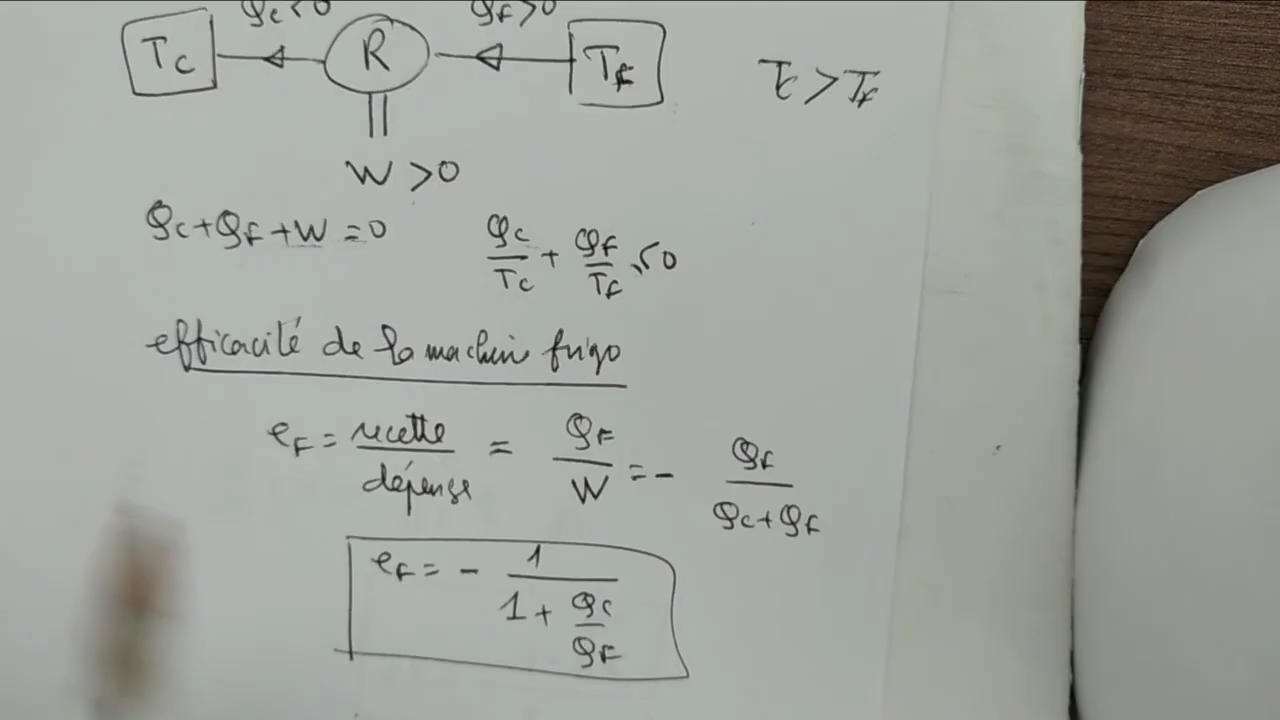 Qc<0 Qf>0
Tc R Tf Tc > Tf
W >0
Qc+Qf+W=0 Qc/Tc + Qf/Tf ≤0
efficacité de la machine frigo
eF = recette/dépense = QF/W = - Qf/(Qc+Qf)
eF = - 1/(1 + Qc/QF)